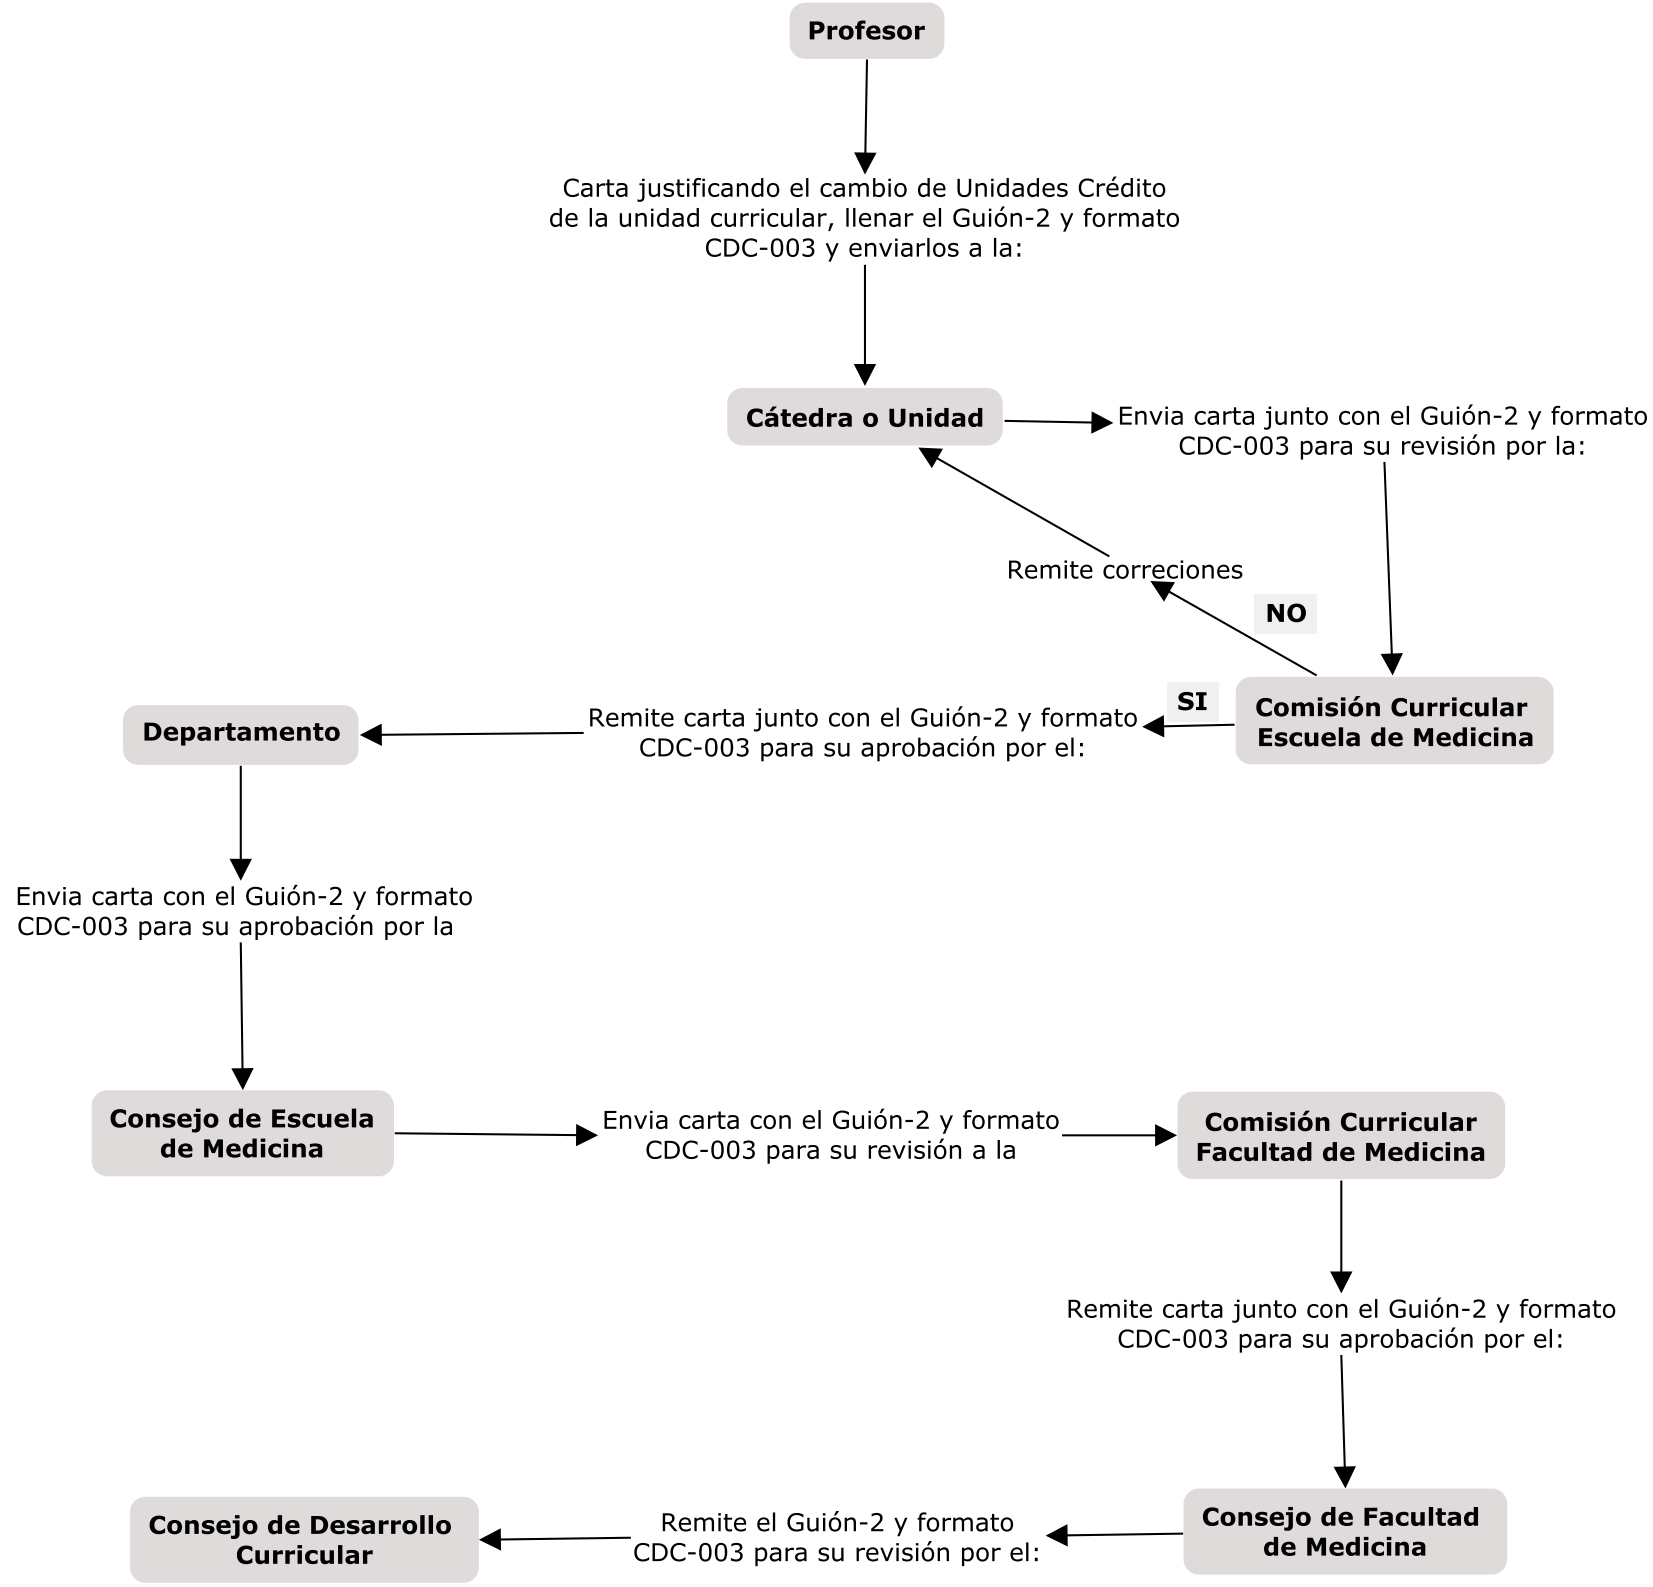 Profesor
Carta justificando el cambio de Unidades Crédito
de la unidad curricular, llenar el Guión-2 y formato
CDC-003 y enviarlos a la:
Cátedra o Unidad
Envia carta junto con el Guión-2 y formato
CDC-003 para su revisión por la:
Remite correciones
NO
SI
Comisión Curricular
Escuela de Medicina
Remite carta junto con el Guión-2 y formato
CDC-003 para su aprobación por el:
Departamento
Envia carta con el Guión-2 y formato
CDC-003 para su aprobación por la
Consejo de Escuela
de Medicina
Envia carta con el Guión-2 y formato
CDC-003 para su revisión a la
Comisión Curricular
Facultad de Medicina
Remite carta junto con el Guión-2 y formato
CDC-003 para su aprobación por el:
Consejo de Facultad
de Medicina
Remite el Guión-2 y formato
CDC-003 para su revisión por el:
Consejo de Desarrollo
Curricular